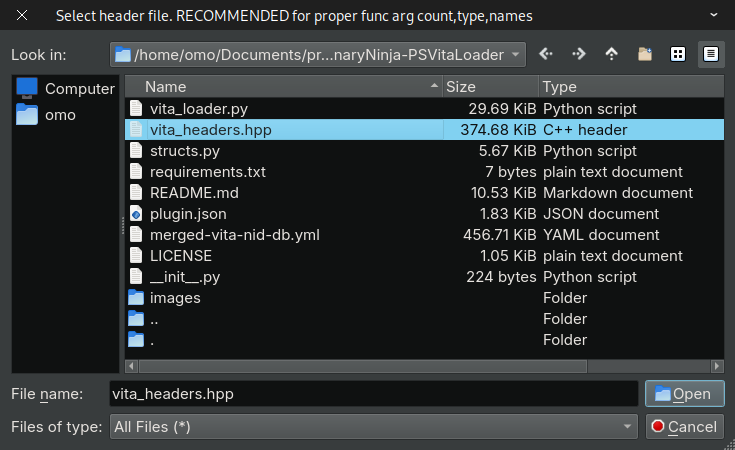 Select header file. RECOMMENDED for proper func arg count,type,names
Look in: /home/omo/Documents/pr...naryNinja-PSVitaLoader
Computer
omo
Name Size Type
vita_loader.py 29.69 KiB Python script
vita_headers.hpp 374.68 KiB C++ header
structs.py 5.67 KiB Python script
requirements.txt 7 bytes plain text document
README.md 10.53 KiB Markdown document
plugin.json 1.83 KiB JSON document
merged-vita-nid-db.yml 456.71 KiB YAML document
LICENSE 1.05 KiB plain text document
__init__.py 224 bytes Python script
images Folder
.. Folder
. Folder
File name: vita_headers.hpp Open
Files of type: All Files (*) Cancel